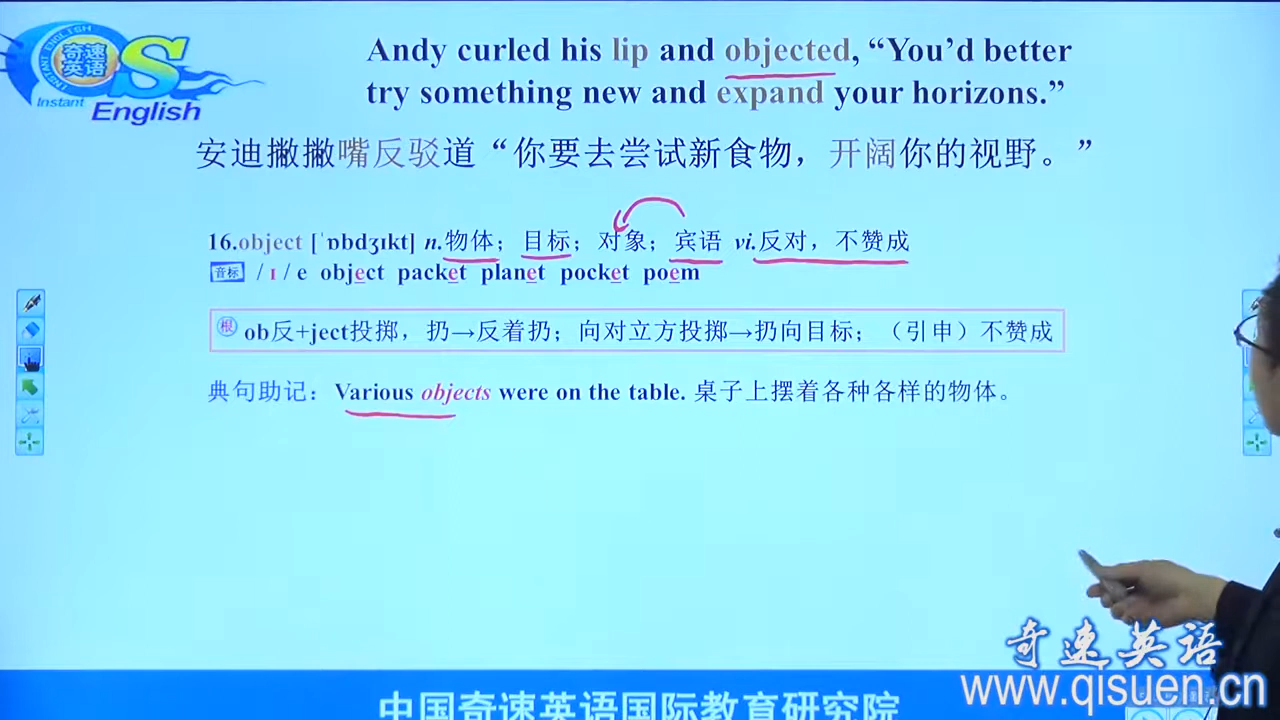 奇速英语
INSTANT ENGLISH
Instant
English
Andy curled his lip and objected, “You’d better
try something new and expand your horizons.”
安迪撇撇嘴反驳道“你要去尝试新食物，开阔你的视野。”
16.object [ˈɒbdʒɪkt] n.物体；目标；对象；宾语 vi.反对，不赞成
音标 / ɪ / e object packet planet pocket poem
根 ob反+ject投掷，扔→反着扔；向对立方投掷→扔向目标；（引申）不赞成
典句助记：Various objects were on the table. 桌子上摆着各种各样的物体。
奇速英语
www.qisuen.cn
中国奇速英语国际教育研究院